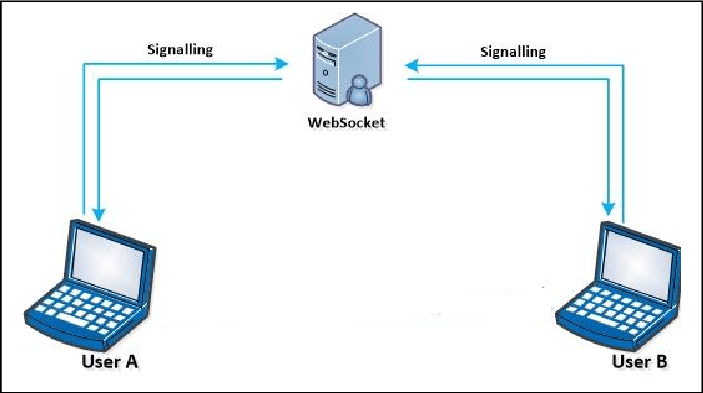 Signalling
Signalling
WebSocket
User A
User B